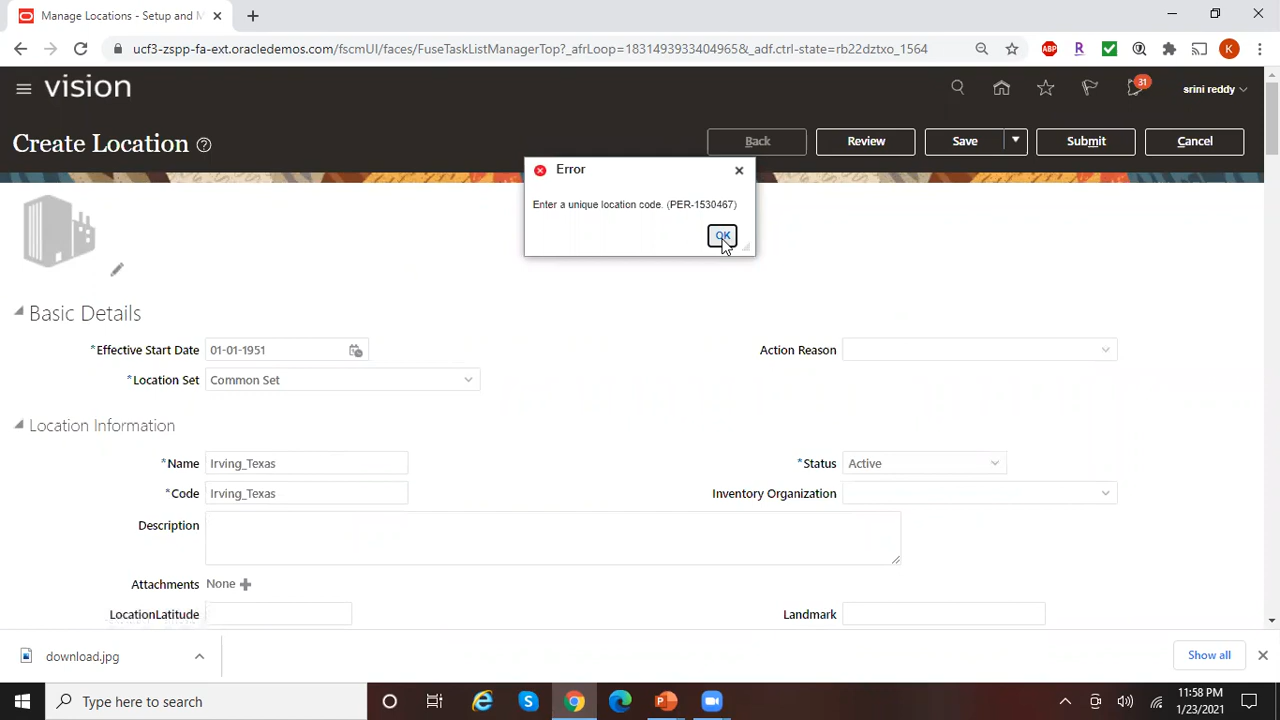 Manage Locations - Setup and M
ucf3-zspp-fa-ext.oracledemos.com/fscmUI/faces/FuseTaskListManagerTop?_afrLoop=1831493933404965&_adf.ctrl-state=rb22dztxo_1564
ABP
R
K
vision
31
srini reddy
Create Location ?
Back
Review
Save
Submit
Cancel
Error
Enter a unique location code. (PER-1530467)
OK
Basic Details
*Effective Start Date 01-01-1951
Action Reason
*Location Set Common Set
Location Information
*Name Irving_Texas
*Status Active
*Code Irving_Texas
Inventory Organization
Description
Attachments None
LocationLatitude
Landmark
download.jpg
Show all
Type here to search
11:58 PM
1/23/2021